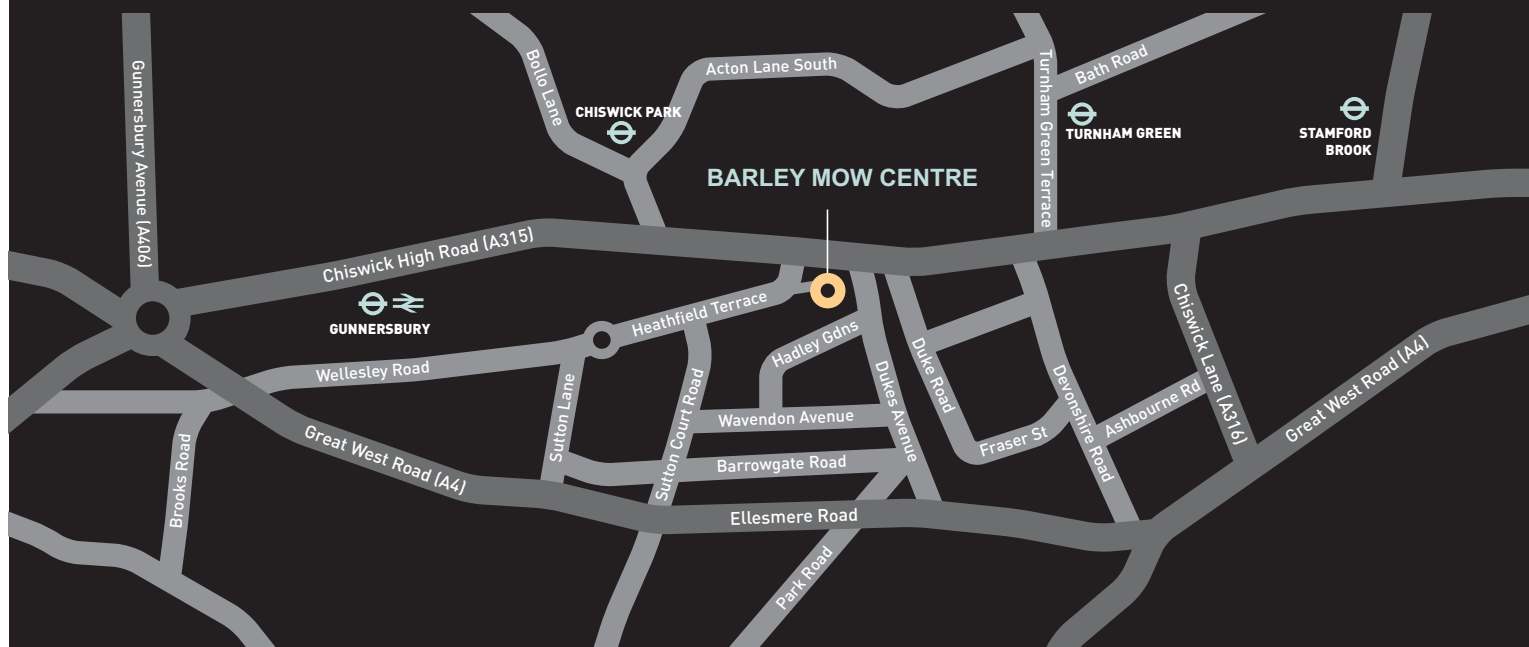 Bollo Lane
Acton Lane South
Turnham Green Terrace
Bath Road
Gunnersbury Avenue (A406)
CHISWICK PARK
TURNHAM GREEN
STAMFORD
BROOK
BARLEY MOW CENTRE
Chiswick High Road (A315)
GUNNERSBURY
Heathfield Terrace
Wellesley Road
Hadley Gdns
Duke Road
Dukes Avenue
Devonshire Road
Chiswick Lane (A316)
Ashbourne Rd
Great West Road (A4)
Sutton Lane
Sutton Court Road
Wavendon Avenue
Fraser St
Great West Road (A4)
Barrowgate Road
Brooks Road
Ellesmere Road
Park Road